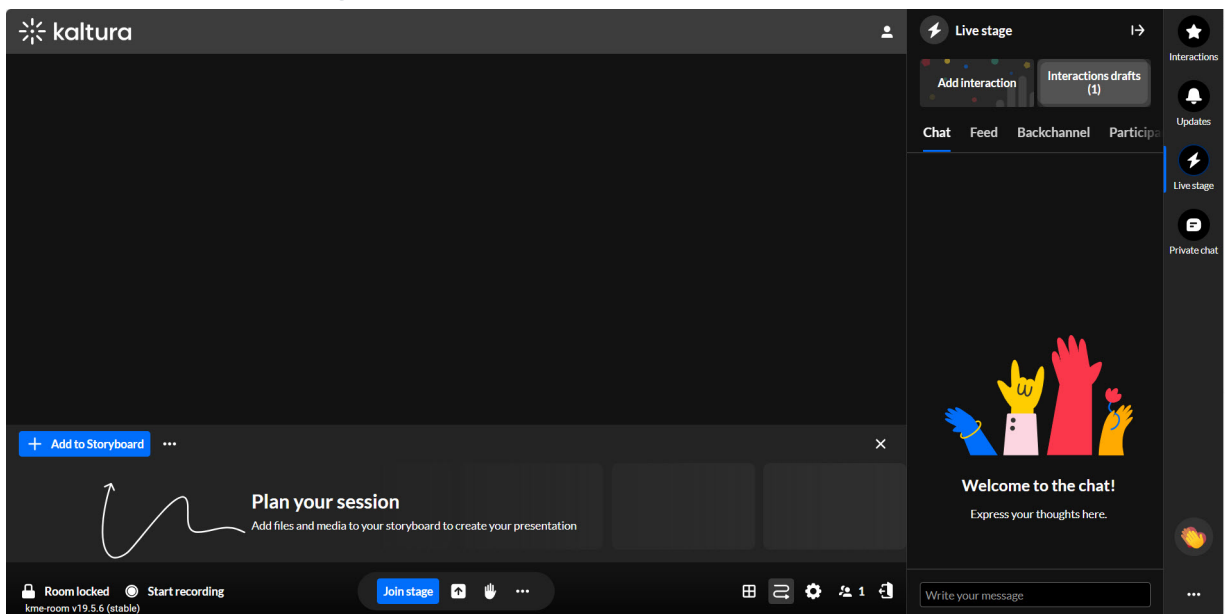 kaltura
Live stage
Interactions
Add interaction
Interactions drafts
(1)
Updates
Chat Feed Backchannel Particip
Live stage
Private chat
W
Add to Storyboard
Plan your session
Add files and media to your storyboard to create your presentation
Welcome to the chat!
Express your thoughts here.
Room locked Start recording
Join stage
1
kme-room v19.5.6 (stable)
Write your message